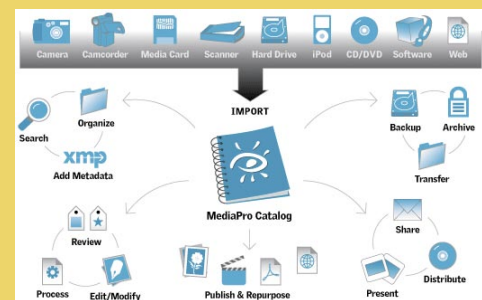 Camera Camcorder Media Card Scanner Hard Drive iPod CD/DVD Software Web
IMPORT
Search
Organize
xmp
Add Metadata
Backup
Archive
Transfer
MediaPro Catalog
Review
Process
Edit/Modify
Publish & Repurpose
Share
Present
Distribute